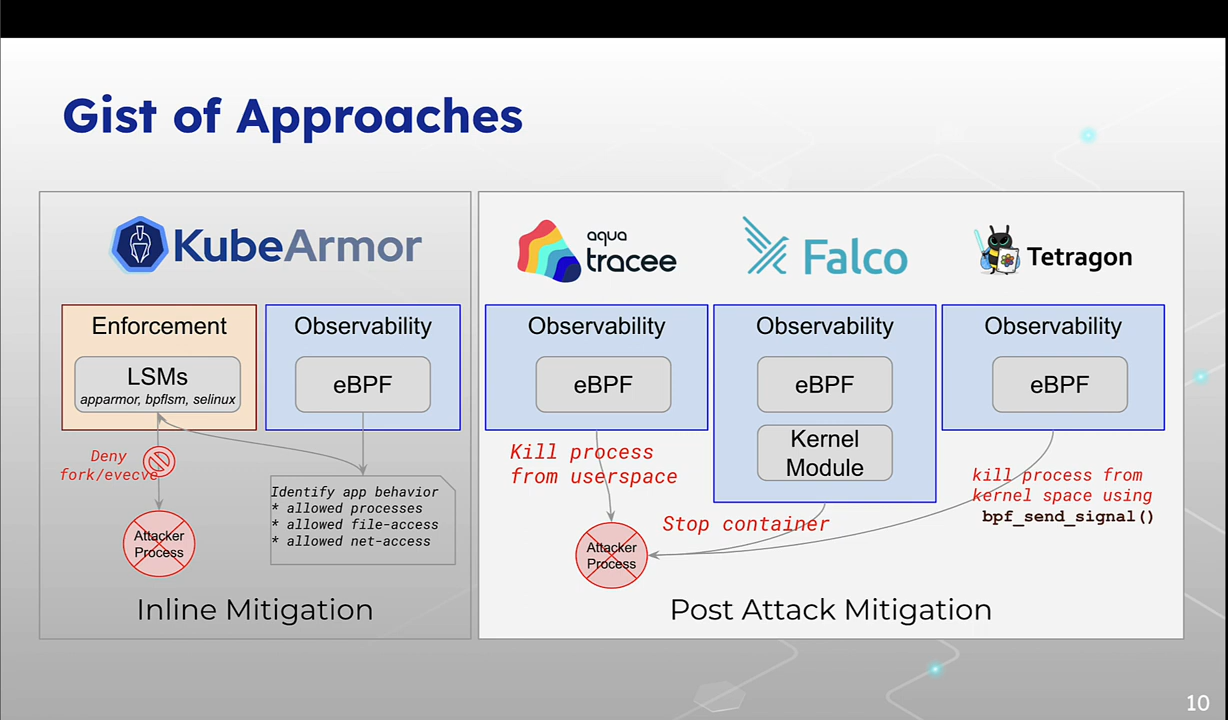 Gist of Approaches
KubeArmor
Enforcement
LSMs
apparmor, bpflsm, selinux
Deny
fork/evecve
Attacker
Process
Observability
eBPF
Identify app behavior
* allowed processes
* allowed file-access
* allowed net-access
Inline Mitigation
aqua
tracee
Observability
eBPF
Kill process
from userspace
Falco
Observability
eBPF
Kernel
Module
Stop container
Tetragon
Observability
eBPF
kill process from
kernel space using
bpf_send_signal()
Attacker
Process
Post Attack Mitigation
10